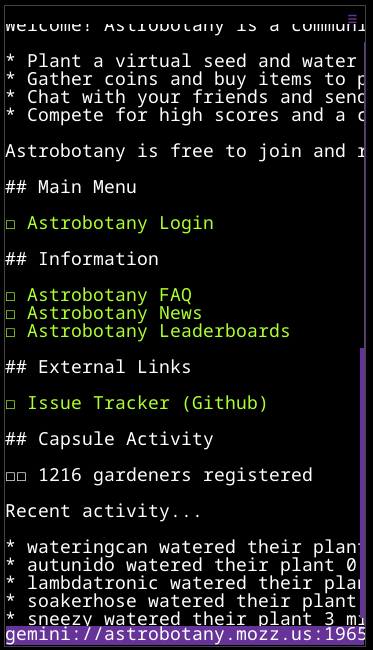 Welcome! Astrobotany is a communi
* Plant a virtual seed and water
* Gather coins and buy items to p
* Chat with your friends and send
* Compete for high scores and a c
Astrobotany is free to join and r
## Main Menu
□ Astrobotany Login
## Information
□ Astrobotany FAQ
□ Astrobotany News
□ Astrobotany Leaderboards
## External Links
□ Issue Tracker (Github)
## Capsule Activity
□□ 1216 gardeners registered
Recent activity...
* wateringcan watered their plant
* autunido watered their plant 0
* lambdatronic watered their plan
* soakerhose watered their plant
* sneezy watered their plant 3 mi
gemini://astrobotany.mozz.us:1965